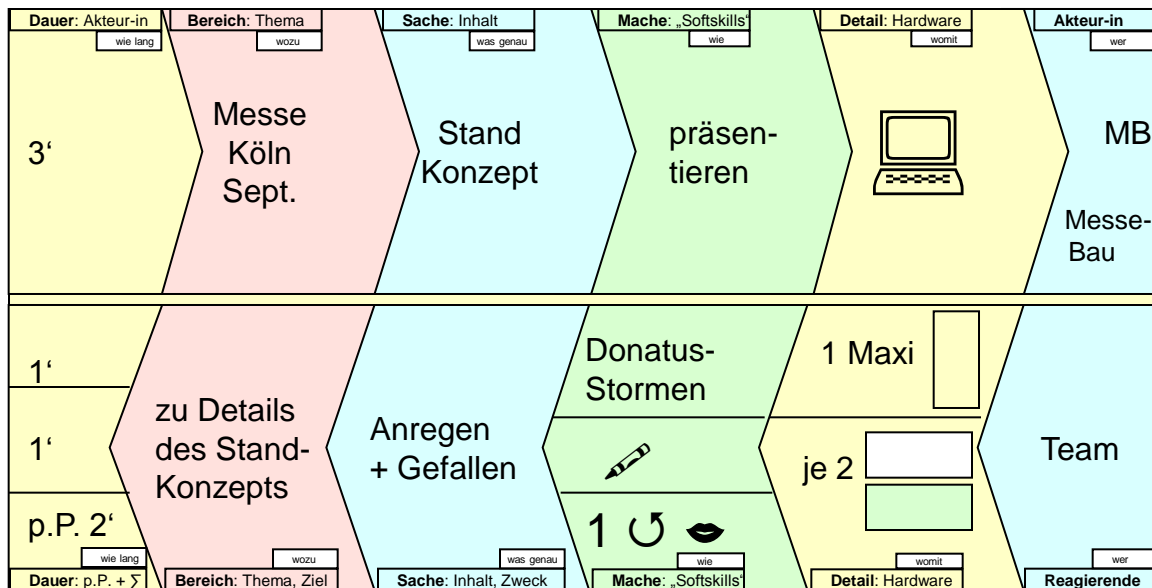 Dauer: Akteur-in
wie lang
Bereich: Thema
wozu
Sache: Inhalt
was genau
Mache: „Softskills‘
wie
Detail: Hardware
womit
Akteur-in
wer
3‘
Messe
Köln
Sept.
Stand
Konzept
präsen-
tieren
MB
Messe-
Bau
1‘
1‘
p.P. 2‘
zu Details
des Stand-
Konzepts
Anregen
+ Gefallen
Donatus-
Stormen
1
1 Maxi
je 2
Team
wie lang
Dauer: p.P. + ∑
wozu
Bereich: Thema, Ziel
was genau
Sache: Inhalt, Zweck
wie
Mache: „Softskills‘
womit
Detail: Hardware
wer
Reagierende